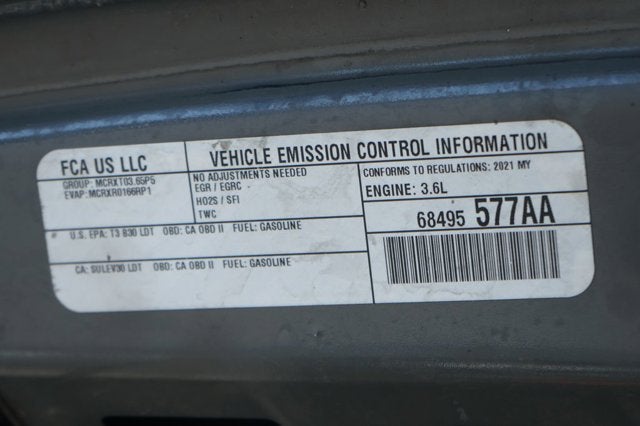 FCA US LLC
GROUP: MCRXT03.65P5
EVAP: MCRXR0166RP1
VEHICLE EMISSION CONTROL INFORMATION
NO ADJUSTMENTS NEEDED
EGR / EGRC
HO2S / SFI
TWC
CONFORMS TO REGULATIONS: 2021 MY
ENGINE: 3.6L
68495 577AA
U.S. EPA: T3 B30 LDT OBD: CA OBD II FUEL: GASOLINE
CA: SULEV30 LDT OBD: CA OBD II FUEL: GASOLINE